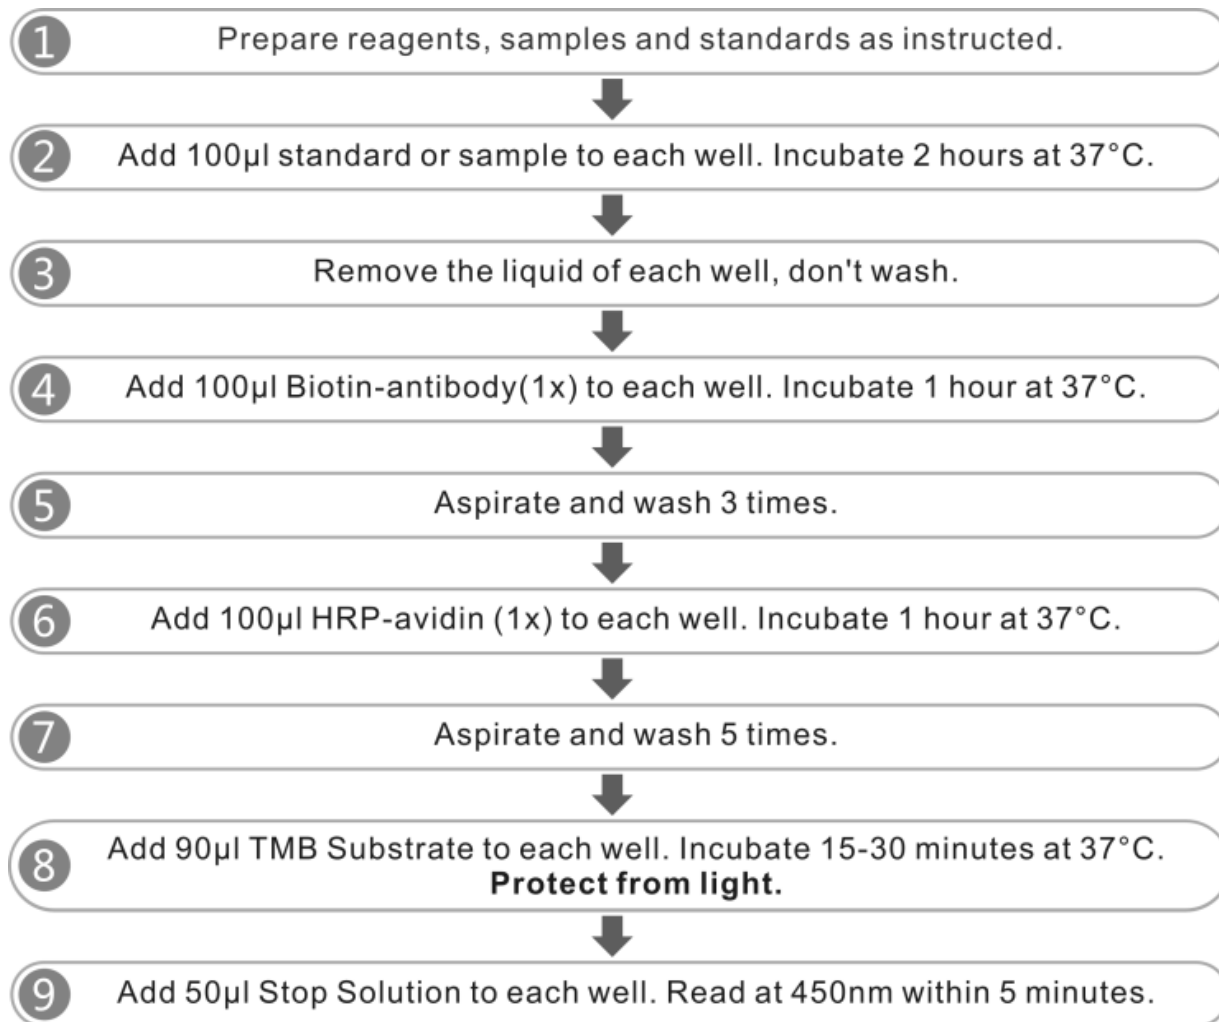 1 Prepare reagents, samples and standards as instructed.
2 Add 100µl standard or sample to each well. Incubate 2 hours at 37°C.
3 Remove the liquid of each well, don't wash.
4 Add 100µl Biotin-antibody(1x) to each well. Incubate 1 hour at 37°C.
5 Aspirate and wash 3 times.
6 Add 100µl HRP-avidin (1x) to each well. Incubate 1 hour at 37°C.
7 Aspirate and wash 5 times.
8 Add 90µl TMB Substrate to each well. Incubate 15-30 minutes at 37°C.
Protect from light.
9 Add 50µl Stop Solution to each well. Read at 450nm within 5 minutes.